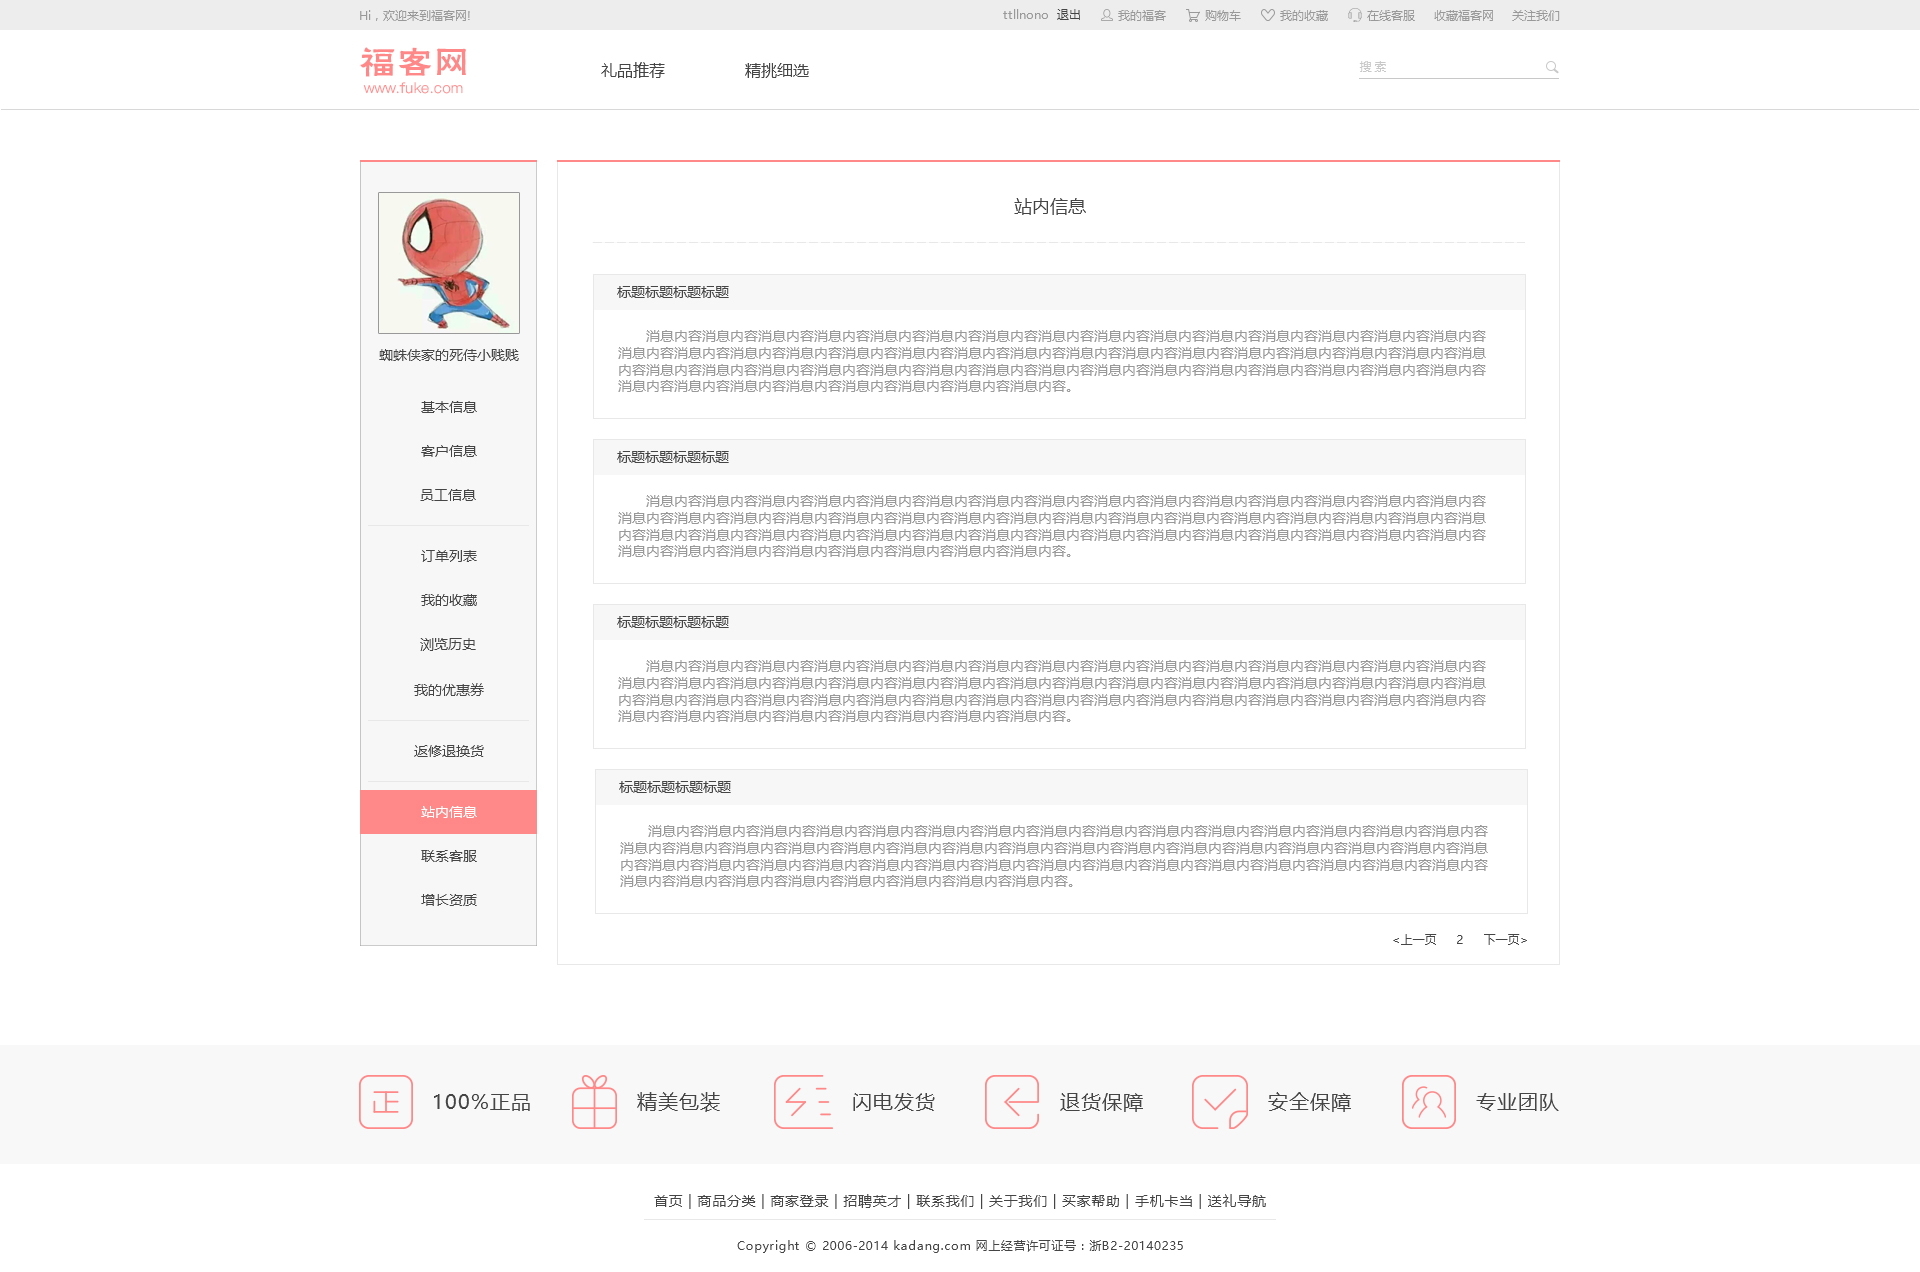 Hi，欢迎来到福客网!
ttllnono 退出 我的福客 购物车 我的收藏 在线客服 收藏福客网 关注我们
福客网
www.fuke.com
礼品推荐 精挑细选
搜索
蜘蛛侠家的死侍小贱贱
基本信息
客户信息
员工信息
订单列表
我的收藏
浏览历史
我的优惠券
返修退换货
站内信息
联系客服
增长资质
站内信息
标题标题标题标题
消息内容消息内容消息内容消息内容消息内容消息内容消息内容消息内容消息内容消息内容消息内容消息内容消息内容消息内容消息内容
消息内容消息内容消息内容消息内容消息内容消息内容消息内容消息内容消息内容消息内容消息内容消息内容消息内容消息内容消息内容消息
内容消息内容消息内容消息内容消息内容消息内容消息内容消息内容消息内容消息内容消息内容消息内容消息内容消息内容消息内容消息内容
消息内容消息内容消息内容消息内容消息内容消息内容消息内容消息内容。
标题标题标题标题
消息内容消息内容消息内容消息内容消息内容消息内容消息内容消息内容消息内容消息内容消息内容消息内容消息内容消息内容消息内容
消息内容消息内容消息内容消息内容消息内容消息内容消息内容消息内容消息内容消息内容消息内容消息内容消息内容消息内容消息内容消息
内容消息内容消息内容消息内容消息内容消息内容消息内容消息内容消息内容消息内容消息内容消息内容消息内容消息内容消息内容消息内容
消息内容消息内容消息内容消息内容消息内容消息内容消息内容消息内容。
标题标题标题标题
消息内容消息内容消息内容消息内容消息内容消息内容消息内容消息内容消息内容消息内容消息内容消息内容消息内容消息内容消息内容
消息内容消息内容消息内容消息内容消息内容消息内容消息内容消息内容消息内容消息内容消息内容消息内容消息内容消息内容消息内容消息
内容消息内容消息内容消息内容消息内容消息内容消息内容消息内容消息内容消息内容消息内容消息内容消息内容消息内容消息内容消息内容
消息内容消息内容消息内容消息内容消息内容消息内容消息内容消息内容。
标题标题标题标题
消息内容消息内容消息内容消息内容消息内容消息内容消息内容消息内容消息内容消息内容消息内容消息内容消息内容消息内容消息内容
消息内容消息内容消息内容消息内容消息内容消息内容消息内容消息内容消息内容消息内容消息内容消息内容消息内容消息内容消息内容消息
内容消息内容消息内容消息内容消息内容消息内容消息内容消息内容消息内容消息内容消息内容消息内容消息内容消息内容消息内容消息内容
消息内容消息内容消息内容消息内容消息内容消息内容消息内容消息内容。
<上一页 2 下一页>
正 100%正品 精美包装 闪电发货 退货保障 安全保障 专业团队
首页 | 商品分类 | 商家登录 | 招聘英才 | 联系我们 | 关于我们 | 买家帮助 | 手机卡当 | 送礼导航
Copyright © 2006-2014 kadang.com 网上经营许可证号：浙B2-20140235